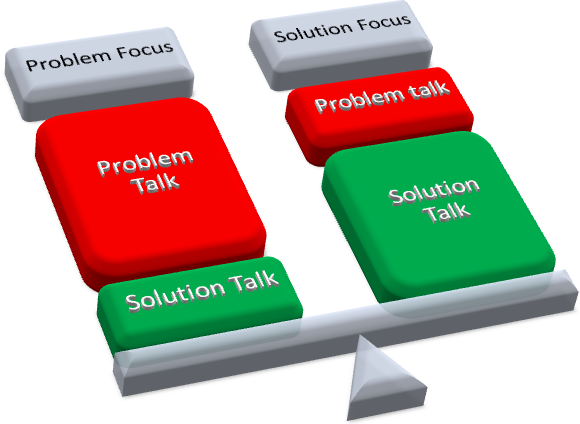 Problem Focus
Solution Focus
Problem talk
Problem
Talk
Solution
Talk
Solution Talk